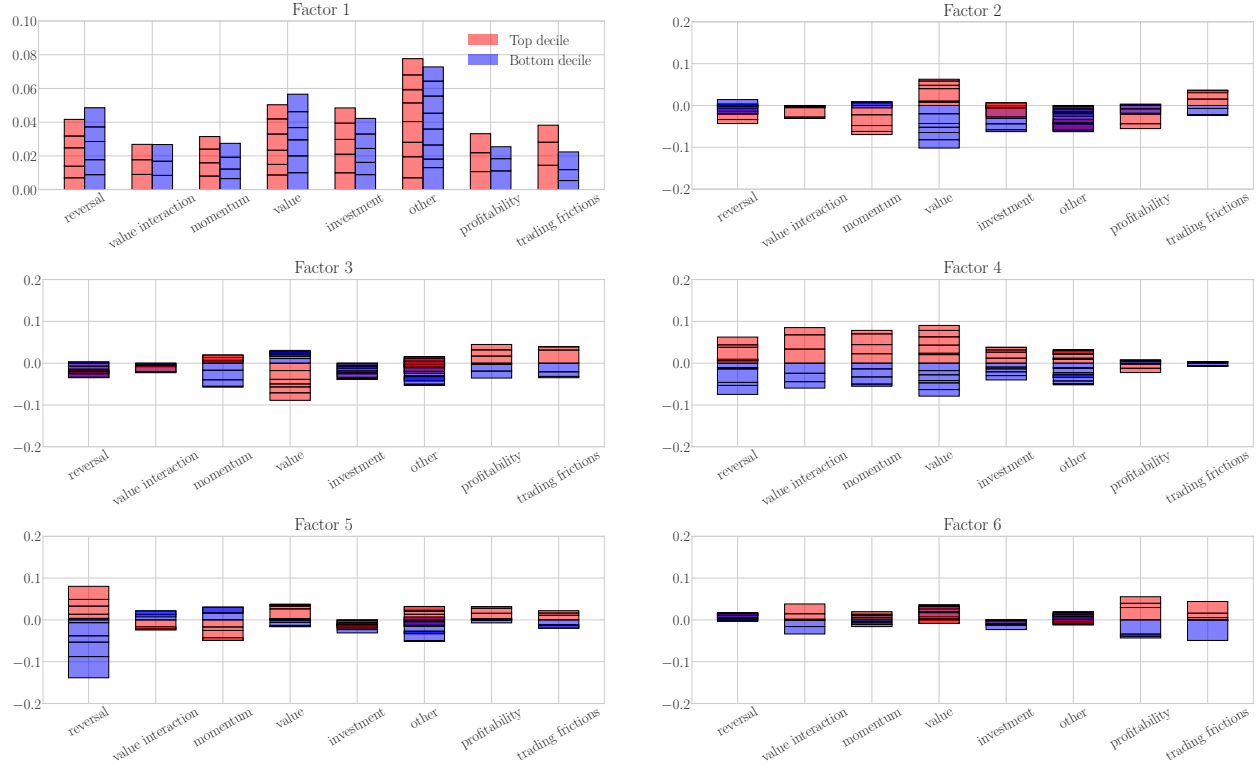 Factor 1
0.10
0.08
0.06
0.04
0.02
0.00
Top decile
Bottom decile
reversal
value interaction
momentum
value
investment
other
profitability
trading frictions
Factor 2
0.2
0.1
0.0
−0.1
−0.2
reversal
value interaction
momentum
value
investment
other
profitability
trading frictions
Factor 3
0.2
0.1
0.0
−0.1
−0.2
reversal
value interaction
momentum
value
investment
other
profitability
trading frictions
Factor 4
0.2
0.1
0.0
−0.1
−0.2
reversal
value interaction
momentum
value
investment
other
profitability
trading frictions
Factor 5
0.2
0.1
0.0
−0.1
−0.2
reversal
value interaction
momentum
value
investment
other
profitability
trading frictions
Factor 6
0.2
0.1
0.0
−0.1
−0.2
reversal
value interaction
momentum
value
investment
other
profitability
trading frictions